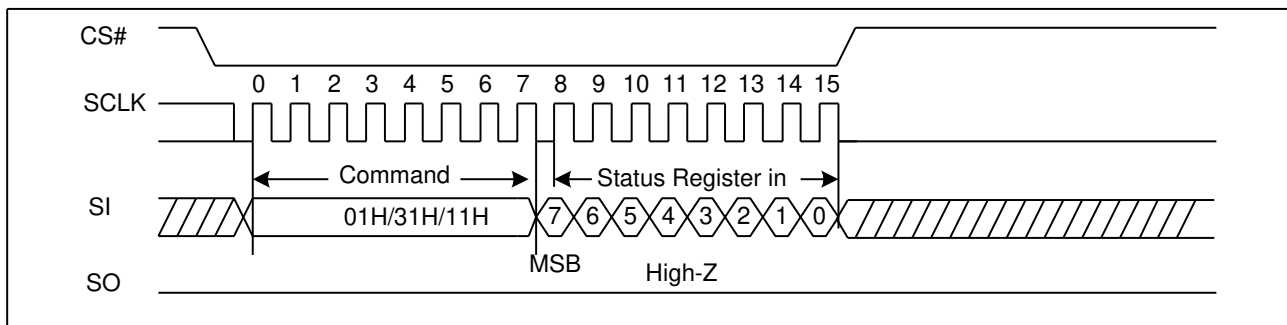 CS#
0 1 2 3 4 5 6 7 8 9 10 11 12 13 14 15
SCLK
Command Status Register in
SI 01H/31H/11H 7 6 5 4 3 2 1 0
MSB High-Z
SO